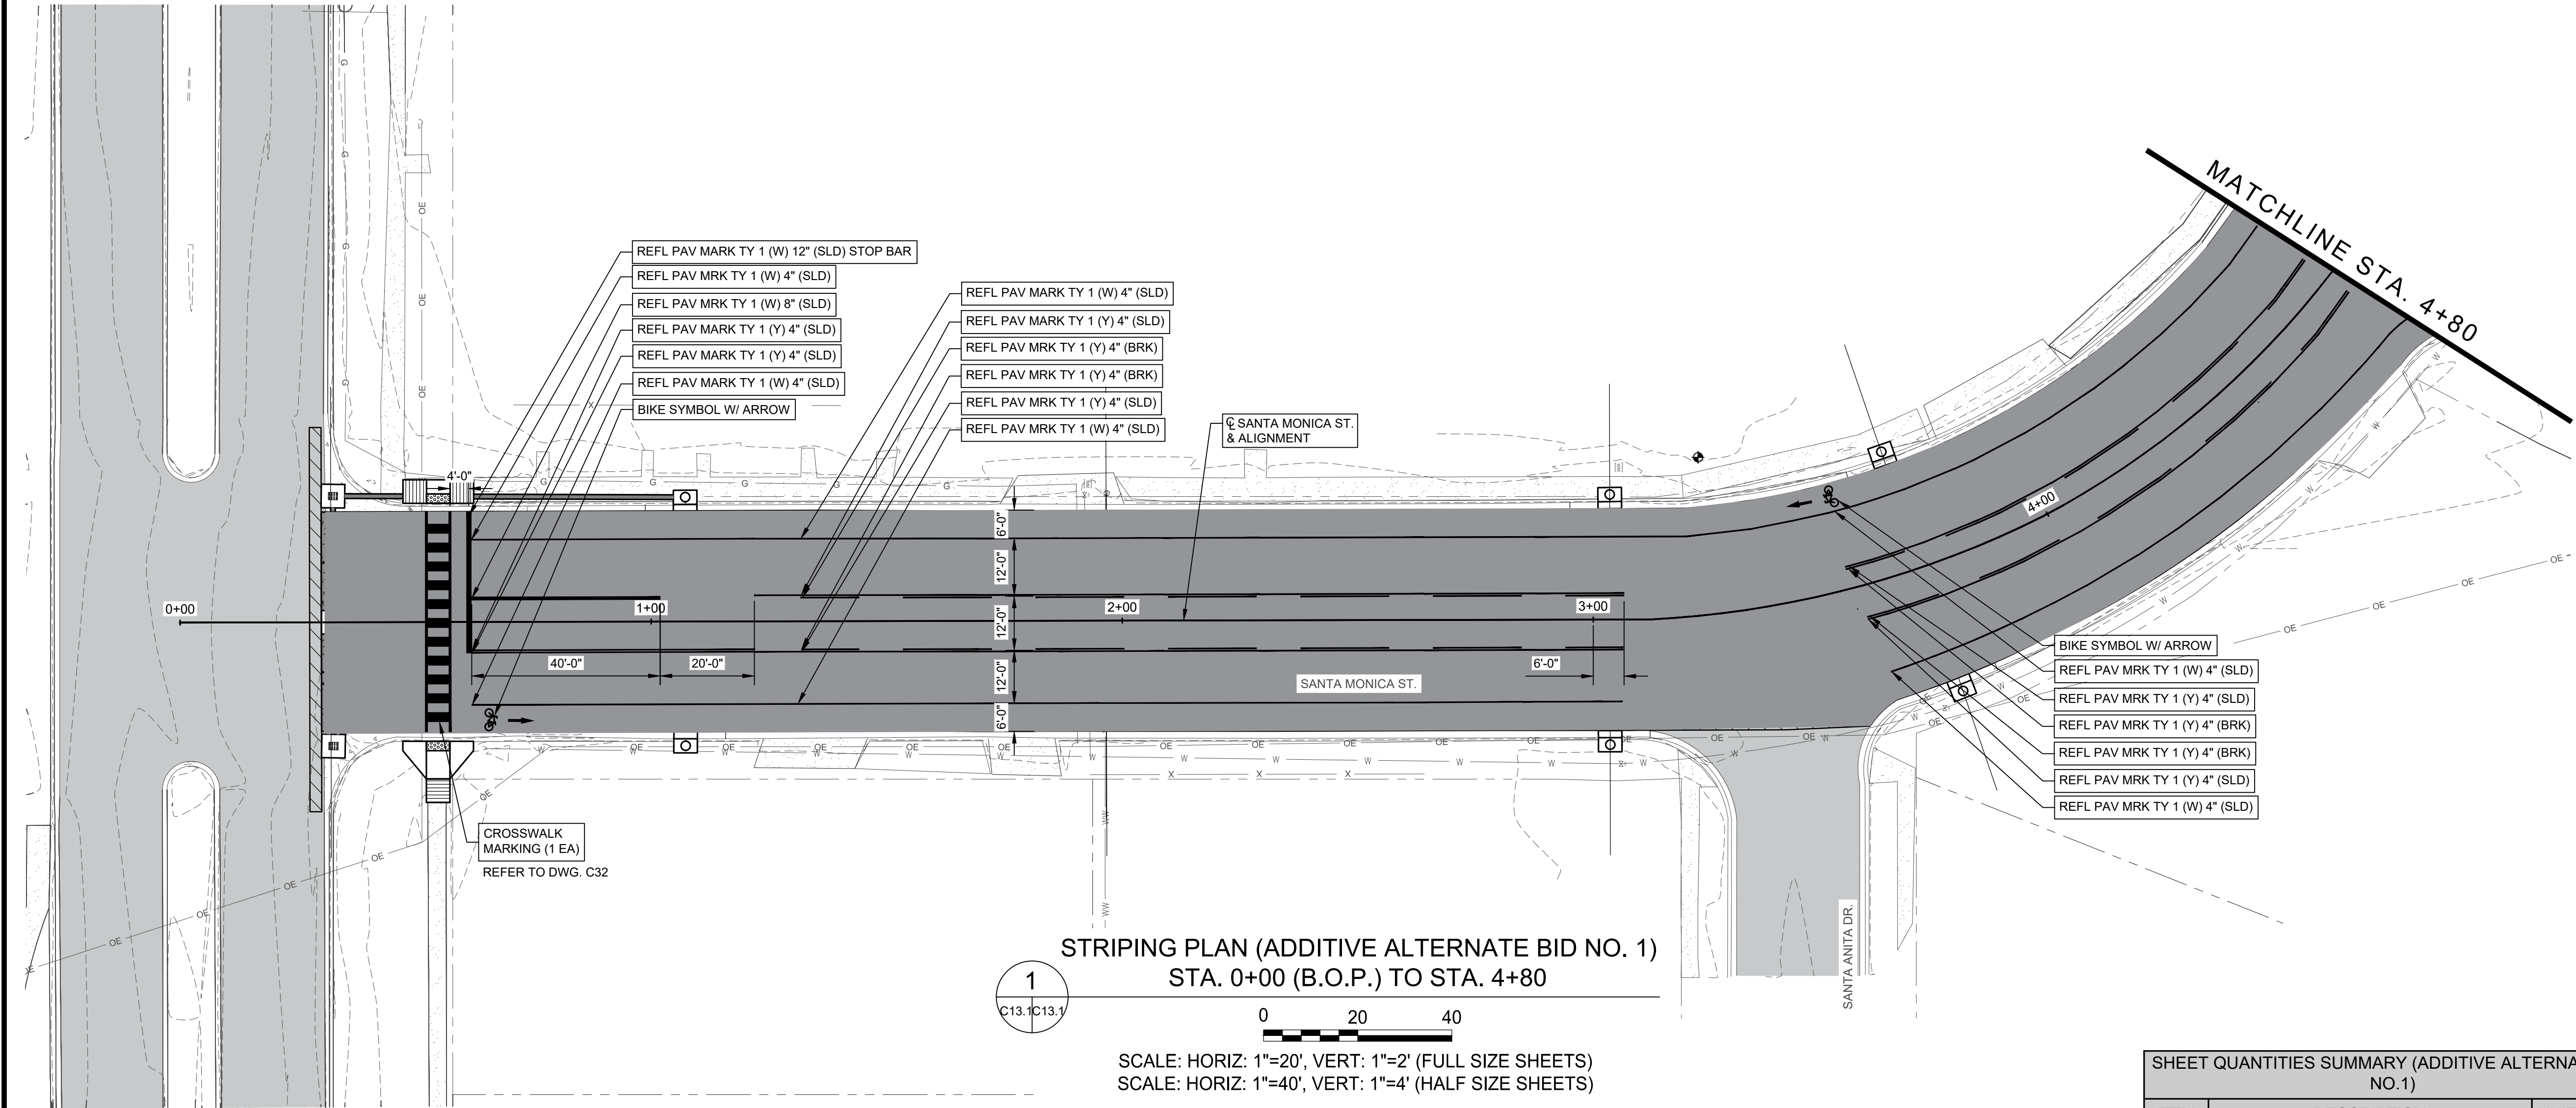 MATCHLINE STA. 4+80
REFL PAV MARK TY 1 (W) 12" (SLD) STOP BAR
REFL PAV MRK TY 1 (W) 4" (SLD)
REFL PAV MRK TY 1 (W) 8" (SLD)
REFL PAV MARK TY 1 (Y) 4" (SLD)
REFL PAV MARK TY 1 (Y) 4" (SLD)
REFL PAV MARK TY 1 (W) 4" (SLD)
BIKE SYMBOL W/ ARROW
REFL PAV MARK TY 1 (W) 4" (SLD)
REFL PAV MARK TY 1 (Y) 4" (SLD)
REFL PAV MRK TY 1 (Y) 4" (BRK)
REFL PAV MRK TY 1 (Y) 4" (BRK)
REFL PAV MRK TY 1 (Y) 4" (SLD)
REFL PAV MRK TY 1 (W) 4" (SLD)
℄ SANTA MONICA ST.
& ALIGNMENT
4'-0"
6'-0"
12'-0"
12'-0"
12'-0"
6'-0"
0+00
1+00
2+00
3+00
4+00
40'-0"
20'-0"
6'-0"
SANTA MONICA ST.
BIKE SYMBOL W/ ARROW
REFL PAV MRK TY 1 (W) 4" (SLD)
REFL PAV MRK TY 1 (Y) 4" (SLD)
REFL PAV MRK TY 1 (Y) 4" (BRK)
REFL PAV MRK TY 1 (Y) 4" (BRK)
REFL PAV MRK TY 1 (Y) 4" (SLD)
REFL PAV MRK TY 1 (W) 4" (SLD)
CROSSWALK
MARKING (1 EA)
REFER TO DWG. C32
SANTA ANITA DR.
STRIPING PLAN (ADDITIVE ALTERNATE BID NO. 1)
STA. 0+00 (B.O.P.) TO STA. 4+80
1
C13.1 C13.1
0 20 40
SCALE: HORIZ: 1"=20', VERT: 1"=2' (FULL SIZE SHEETS)
SCALE: HORIZ: 1"=40', VERT: 1"=4' (HALF SIZE SHEETS)
SHEET QUANTITIES SUMMARY (ADDITIVE ALTERNA
NO.1)